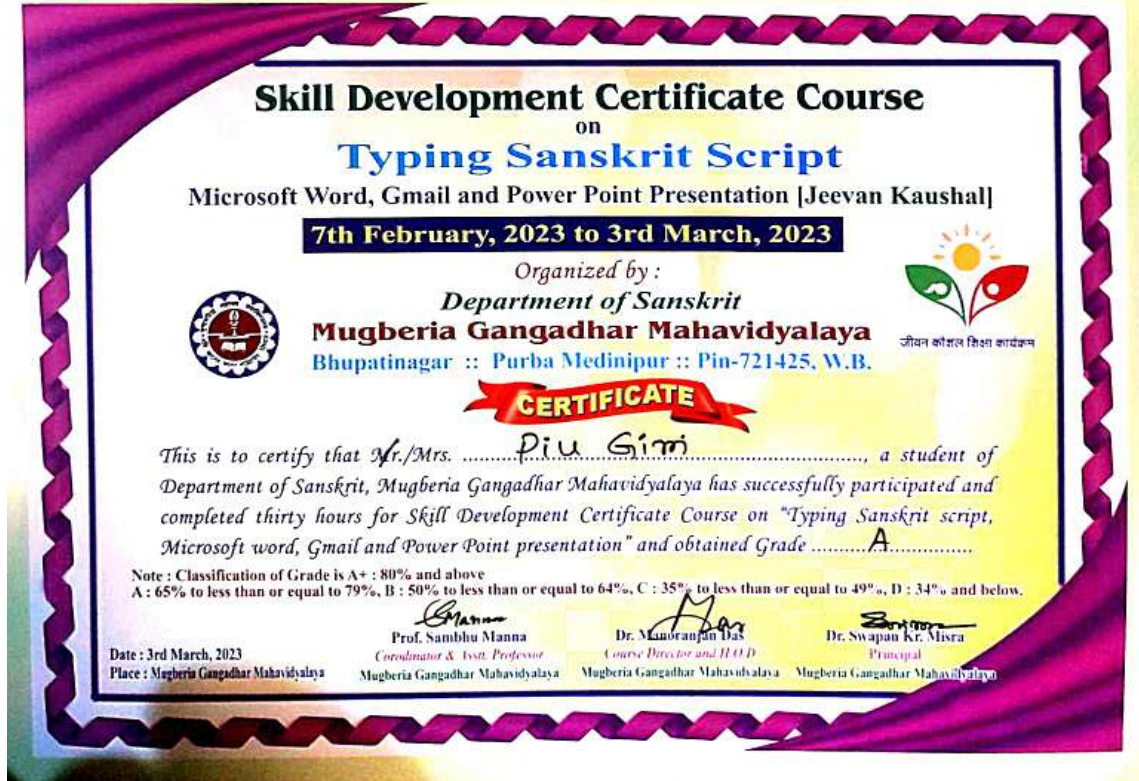 Skill Development Certificate Course
on
Typing Sanskrit Script
Microsoft Word, Gmail and Power Point Presentation [Jeevan Kaushal]
7th February, 2023 to 3rd March, 2023
Organized by :
Department of Sanskrit
Mugberia Gangadhar Mahavidyalaya
Bhupatinagar :: Purba Medinipur :: Pin-721425, W.B.
जीवन कौशल शिक्षा कार्यक्रम
CERTIFICATE
This is to certify that Mr./Mrs. Piu Giri, a student of
Department of Sanskrit, Mugberia Gangadhar Mahavidyalaya has successfully participated and
completed thirty hours for Skill Development Certificate Course on "Typing Sanskrit script,
Microsoft word, Gmail and Power Point presentation" and obtained Grade ...........A................
Note : Classification of Grade is A+ : 80% and above
A : 65% to less than or equal to 79%, B : 50% to less than or equal to 64%, C : 35% to less than or equal to 49%, D : 34% and below.
SManna
Prof. Sambhu Manna
Corodinator & Asstt. Professor
Mugberia Gangadhar Mahavidyalaya
Dr. Manoranjan Das
Course Director and H.O.D
Mugberia Gangadhar Mahavidyalaya
Dr. Swapan Kr. Misra
Principal
Mugberia Gangadhar Mahavidyalaya
Date : 3rd March, 2023
Place : Mugberia Gangadhar Mahavidyalaya